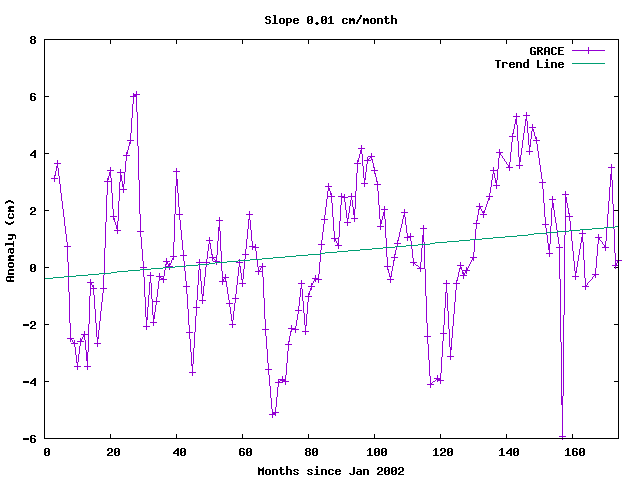 Slope 0.01 cm/month
GRACE
Trend Line
8
6
4
2
0
-2
-4
-6
Anomaly (cm)
0 20 40 60 80 100 120 140 160
Months since Jan 2002